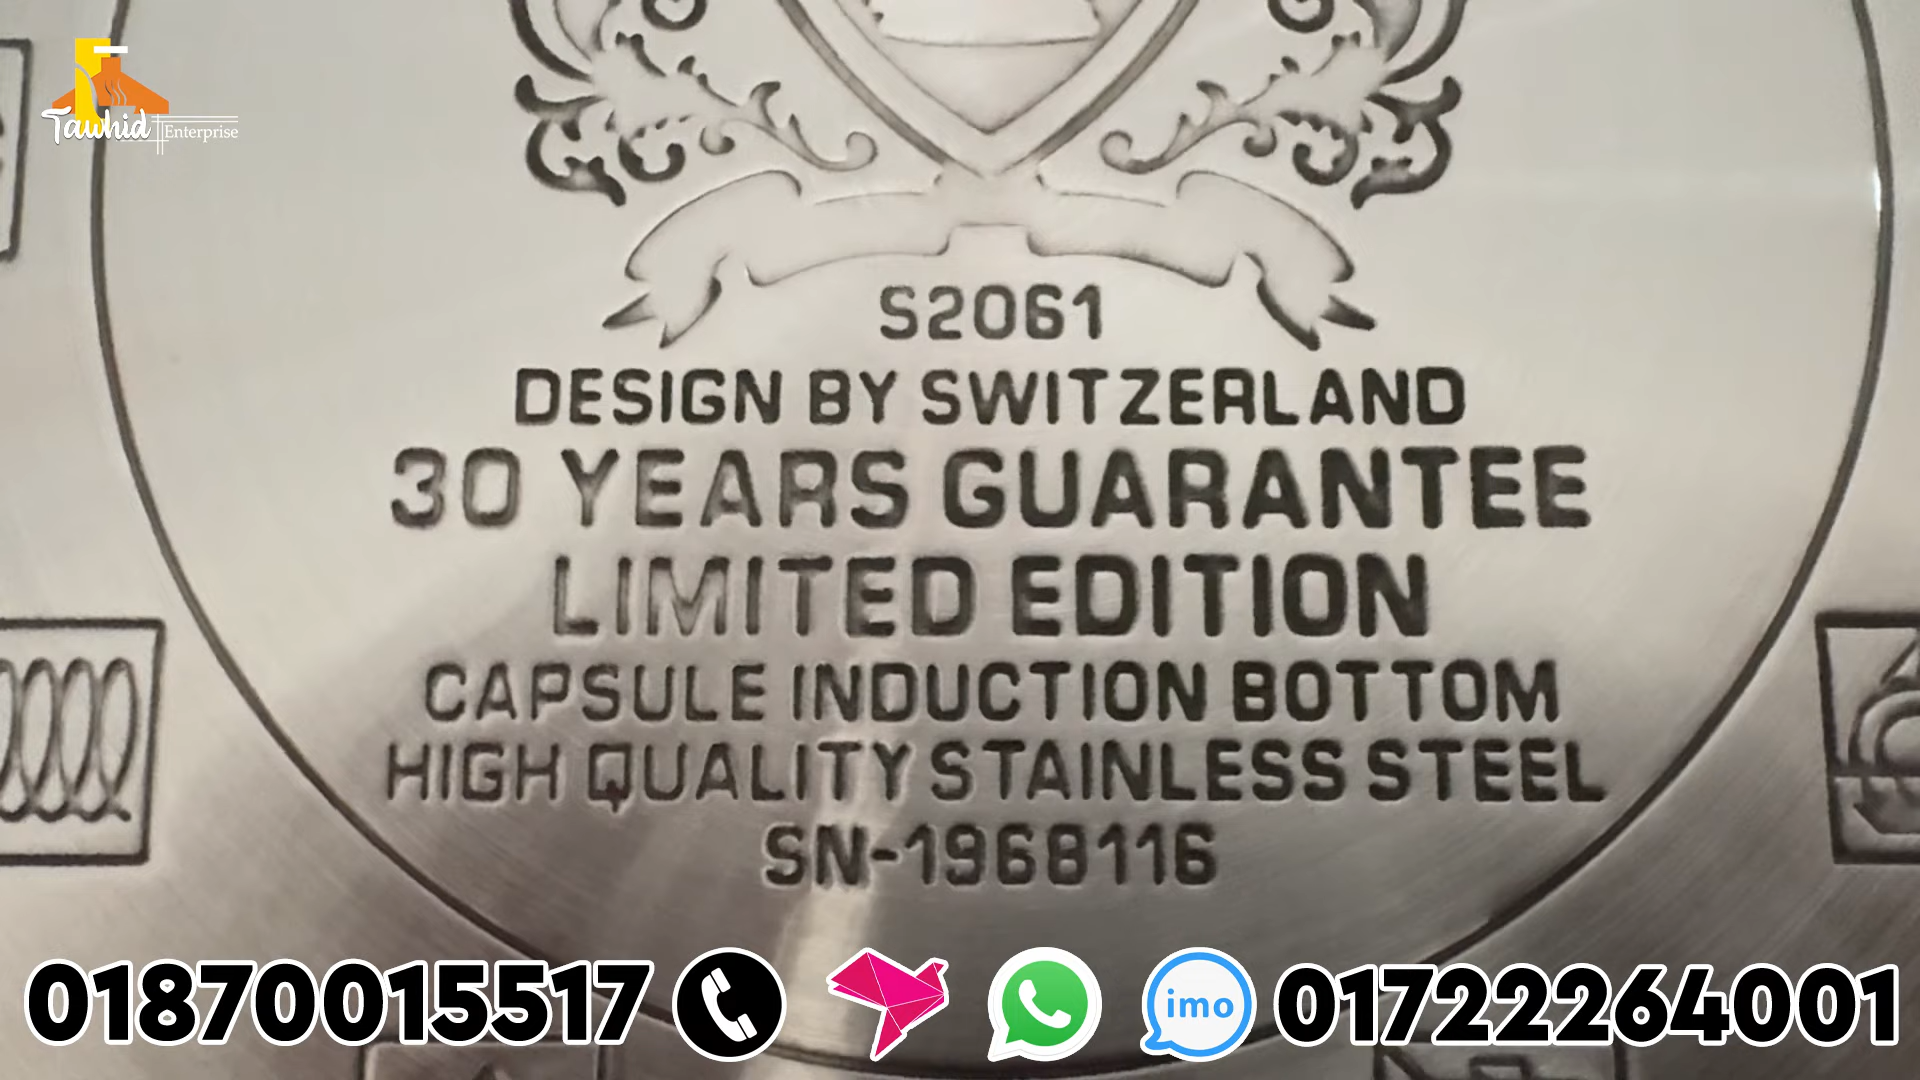 Tawhid Enterprise
S2061
DESIGN BY SWITZERLAND
30 YEARS GUARANTEE
LIMITED EDITION
CAPSULE INDUCTION BOTTOM
HIGH QUALITY STAINLESS STEEL
SN-1968116
01870015517 imo 01722264001